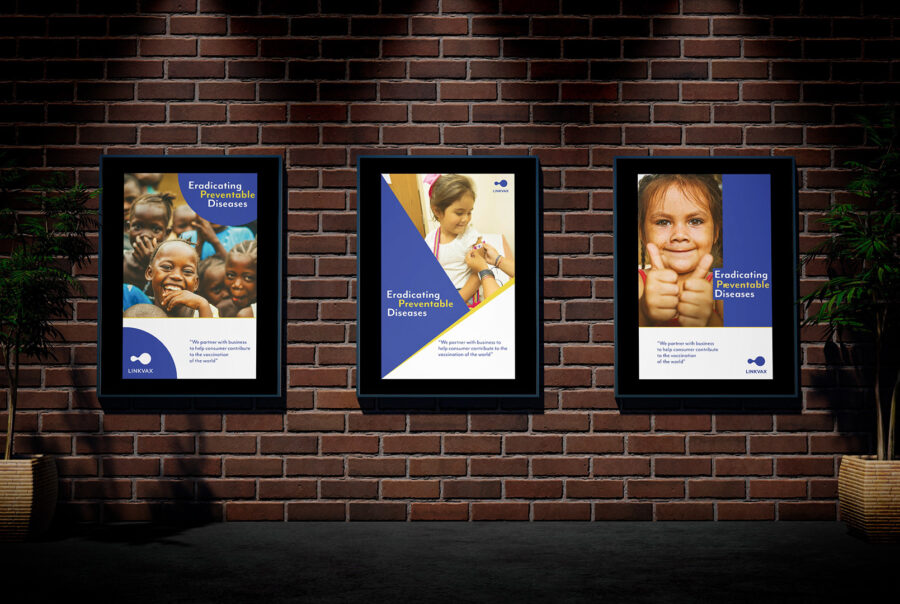 Eradicating
Preventable
Diseases
"We partner with business
to help consumer contribute
to the vaccination
of the world"
LINKVAX
LINKVAX
Eradicating
Preventable
Diseases
"We partner with business to
help consumer contribute to the
vaccination of the world"
Eradicating
Preventable
Diseases
"We partner with business
to help consumer contribute
to the vaccination of the
world"
LINKVAX